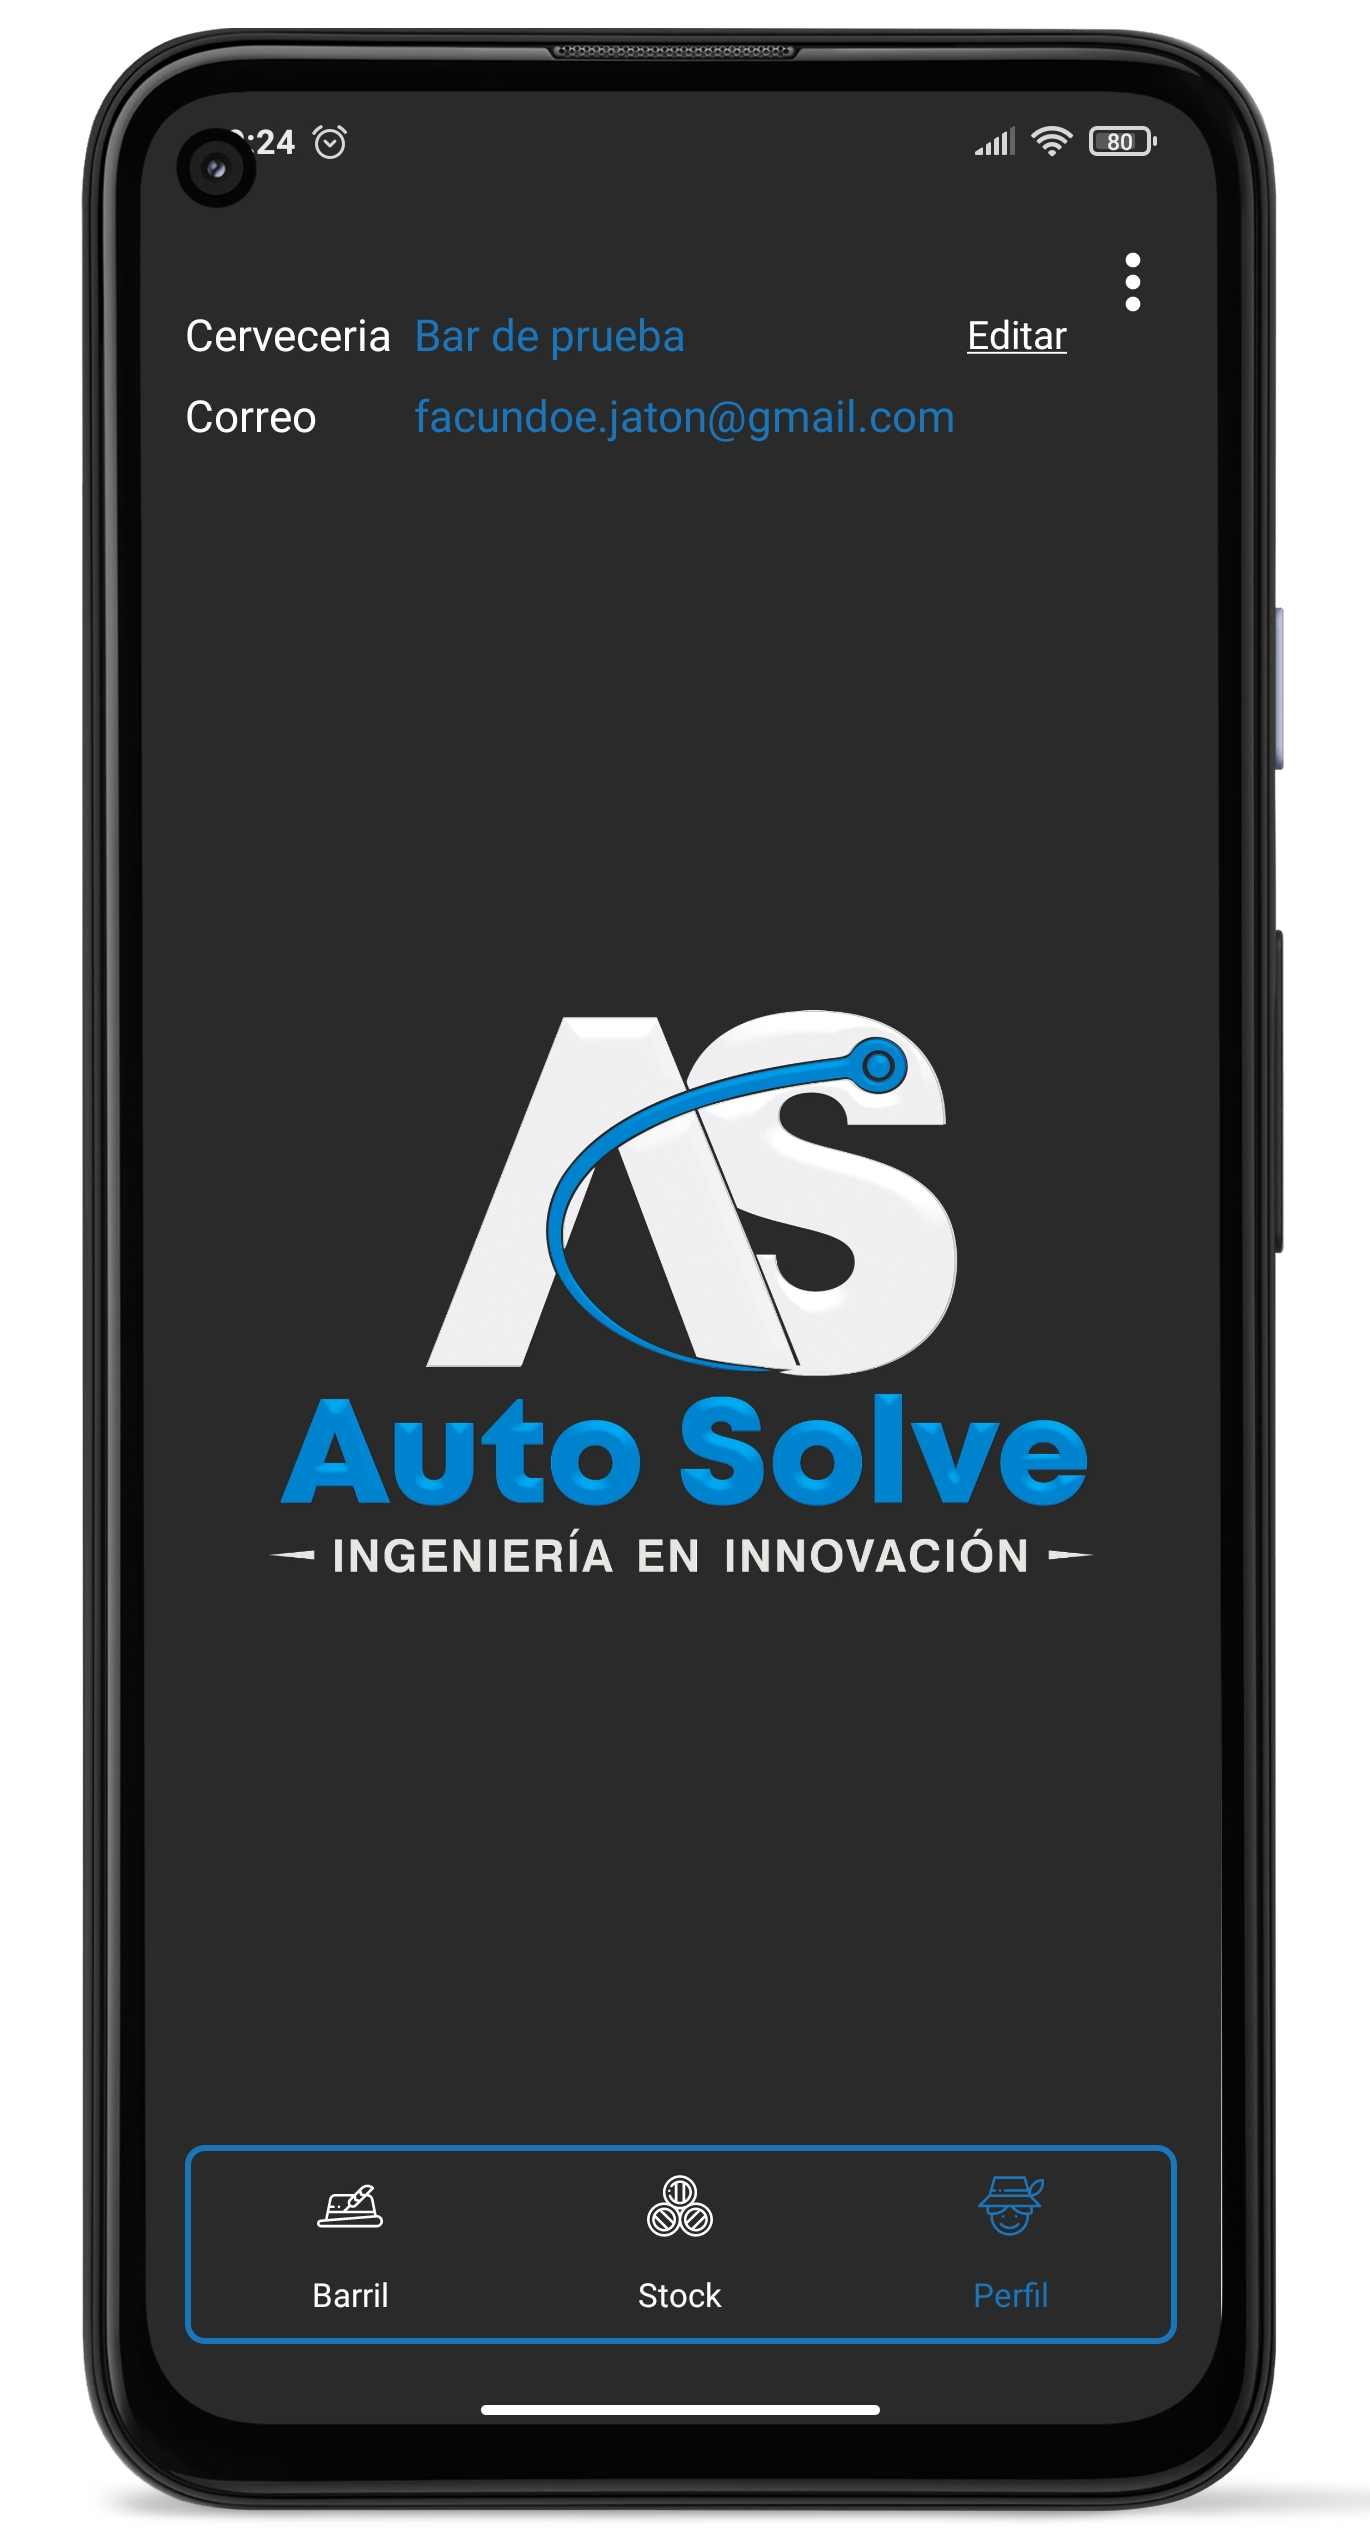 :24 80
Cerveceria Bar de prueba Editar
Correo facundoe.jaton@gmail.com
AS
Auto Solve
INGENIERÍA EN INNOVACIÓN
Barril Stock Perfil